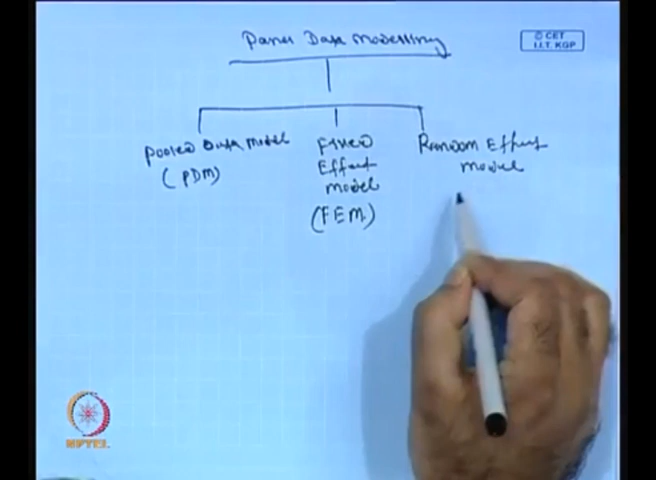 Panel Data Modelling
© CET
I.I.T. KGP
Pooled Data Model
(PDM)
Fixed
Effect
Model
(FEM)
Random Effect
Model
NPTEL